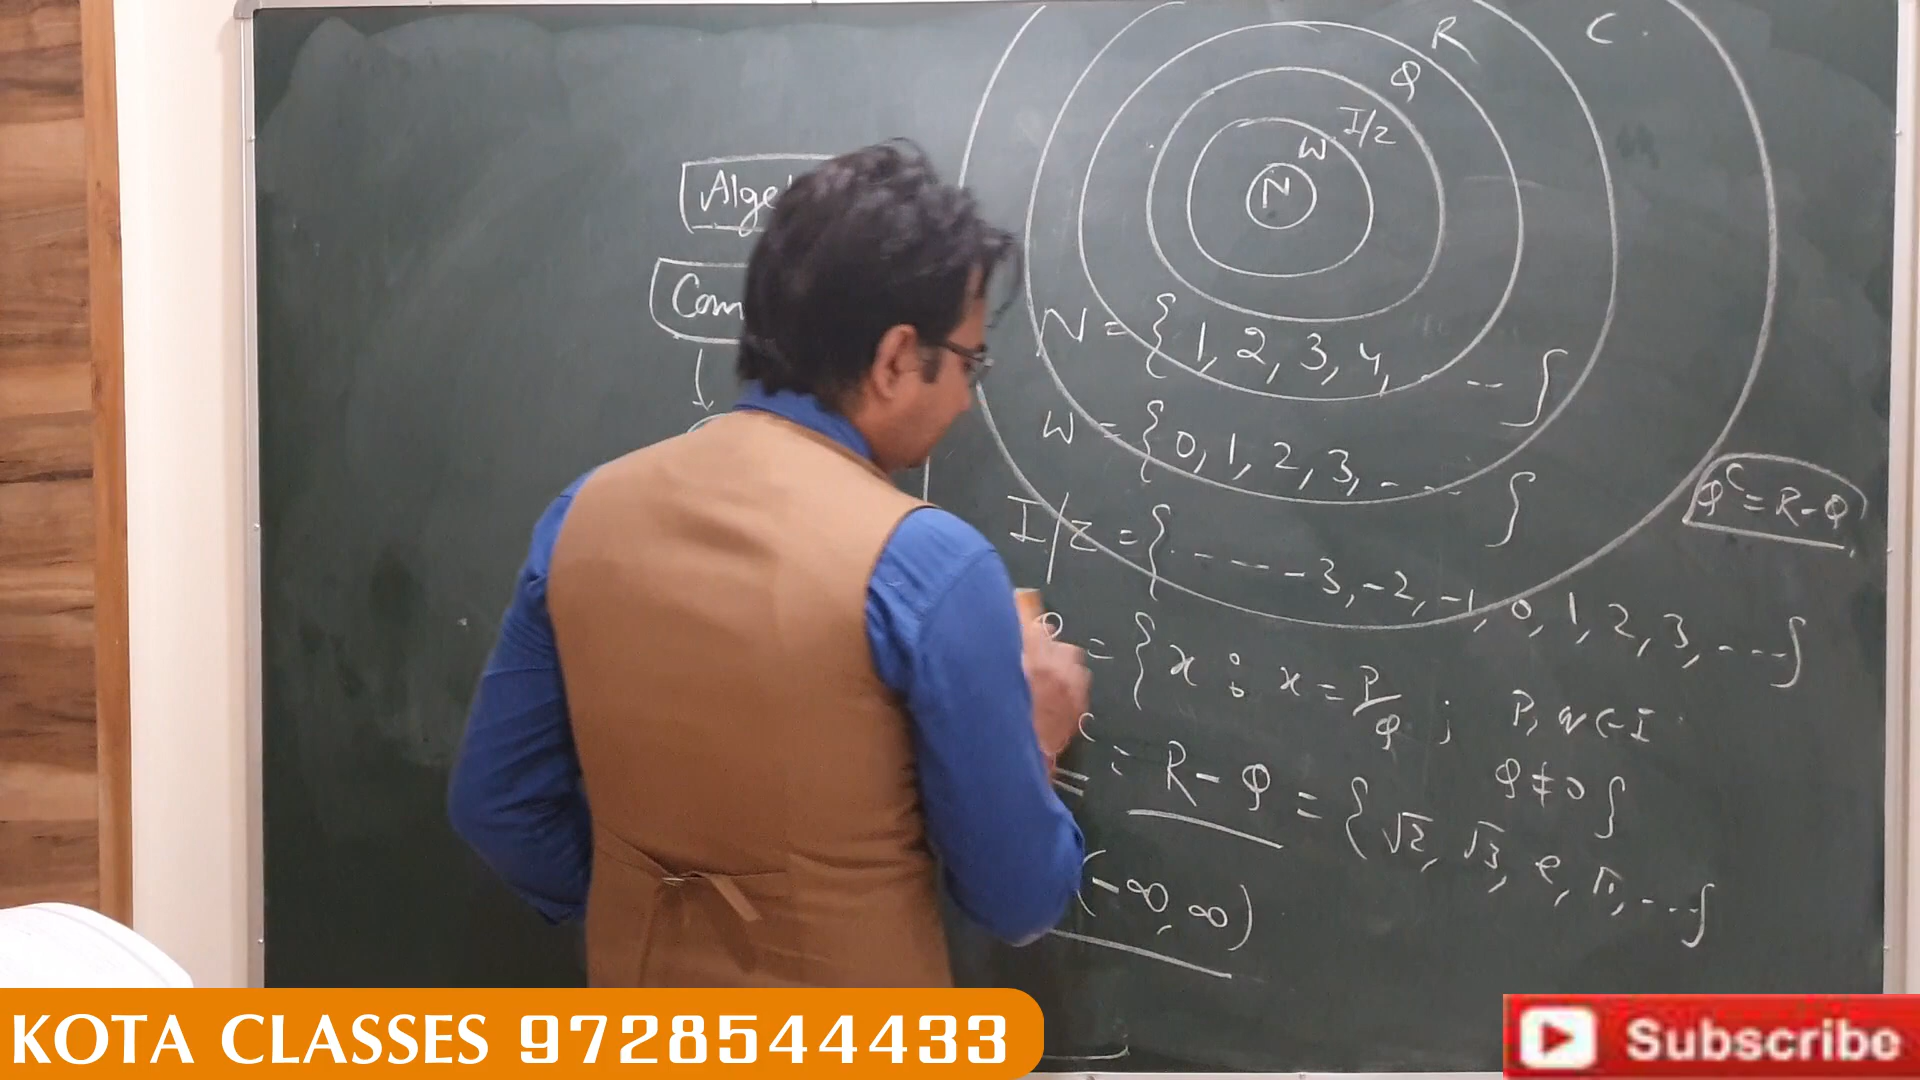 R
C
Q
I/z
W
N
Alge
Com
N = { 1, 2, 3, 4, . -- }
W = { 0, 1, 2, 3, . - - . - }
Q^C = R - Q
I/z = { . - - - -3, -2, -1, 0, 1, 2, 3, . --- }
Q = { x : x = P/Q ; P, q ∈ I
Q ≠ 0 }
C = R - Q = { √2, √3, e, π, . -- }
(-∞, ∞)
KOTA CLASSES 9728544433
Subscribe